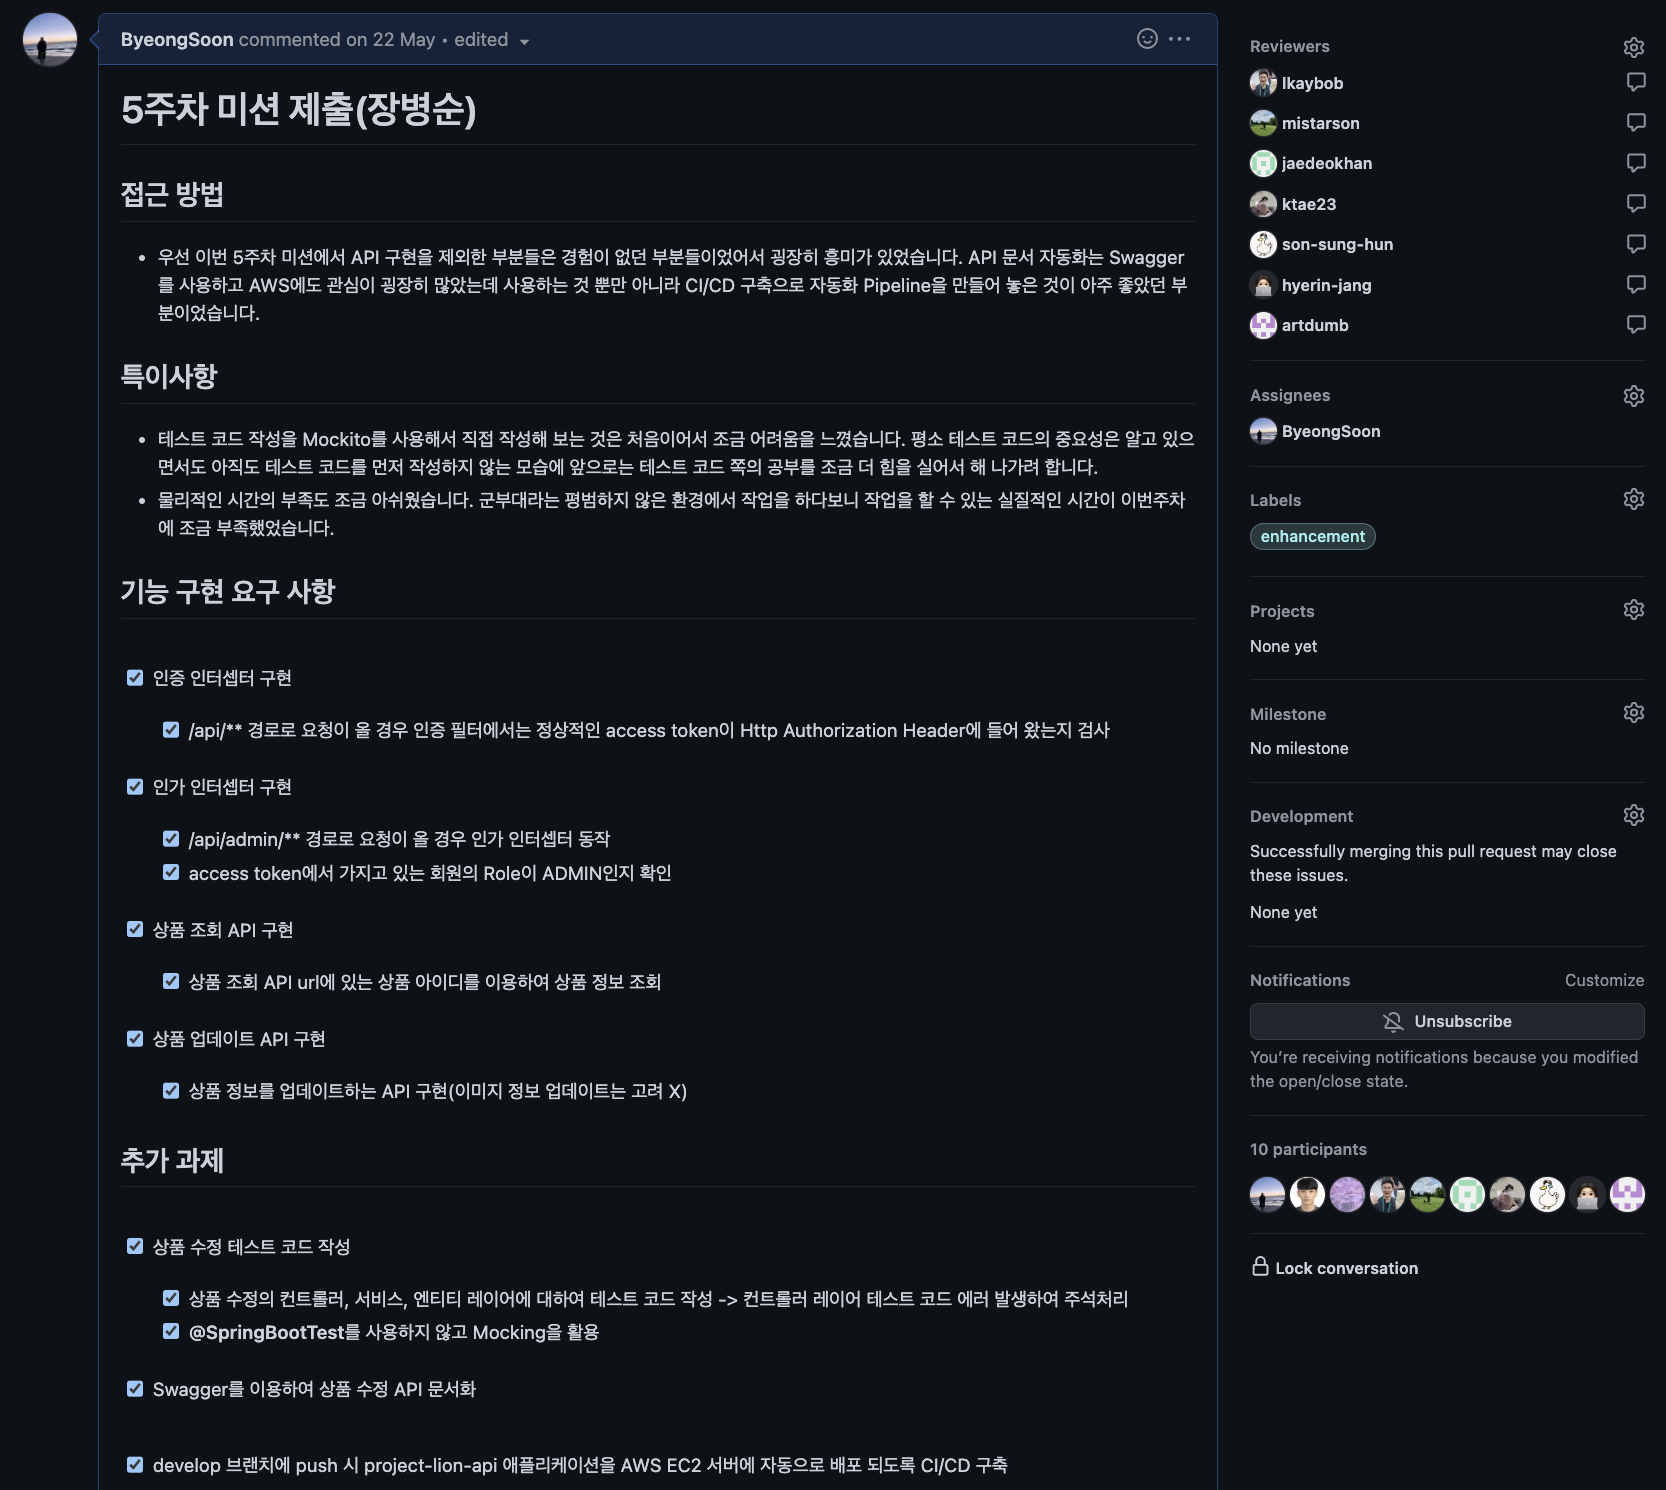 ByeongSoon commented on 22 May • edited
5주차 미션 제출(장병순)
접근 방법
• 우선 이번 5주차 미션에서 API 구현을 제외한 부분들은 경험이 없던 부분들이었어서 굉장히 흥미가 있었습니다. API 문서 자동화는 Swagger
를 사용하고 AWS에도 관심이 굉장히 많았는데 사용하는 것 뿐만 아니라 CI/CD 구축으로 자동화 Pipeline을 만들어 놓은 것이 아주 좋았던 부
분이었습니다.
특이사항
• 테스트 코드 작성을 Mockito를 사용해서 직접 작성해 보는 것은 처음이어서 조금 어려움을 느꼈습니다. 평소 테스트 코드의 중요성은 알고 있으
면서도 아직도 테스트 코드를 먼저 작성하지 않는 모습에 앞으로는 테스트 코드 쪽의 공부를 조금 더 힘을 실어서 해 나가려 합니다.
• 물리적인 시간의 부족도 조금 아쉬웠습니다. 군부대라는 평범하지 않은 환경에서 작업을 하다보니 작업을 할 수 있는 실질적인 시간이 이번주차
에 조금 부족했었습니다.
기능 구현 요구 사항
인증 인터셉터 구현
/api/** 경로로 요청이 올 경우 인증 필터에서는 정상적인 access token이 Http Authorization Header에 들어 왔는지 검사
인가 인터셉터 구현
/api/admin/** 경로로 요청이 올 경우 인가 인터셉터 동작
access token에서 가지고 있는 회원의 Role이 ADMIN인지 확인
상품 조회 API 구현
상품 조회 API url에 있는 상품 아이디를 이용하여 상품 정보 조회
상품 업데이트 API 구현
상품 정보를 업데이트하는 API 구현(이미지 정보 업데이트는 고려 X)
추가 과제
상품 수정 테스트 코드 작성
상품 수정의 컨트롤러, 서비스, 엔티티 레이어에 대하여 테스트 코드 작성 -> 컨트롤러 레이어 테스트 코드 에러 발생하여 주석처리
@SpringBootTest를 사용하지 않고 Mocking을 활용
Swagger를 이용하여 상품 수정 API 문서화
develop 브랜치에 push 시 project-lion-api 애플리케이션을 AWS EC2 서버에 자동으로 배포 되도록 CI/CD 구축
Reviewers
lkaybob
mistarson
jaedeokhan
ktae23
son-sung-hun
hyerin-jang
artdumb
Assignees
ByeongSoon
Labels
enhancement
Projects
None yet
Milestone
No milestone
Development
Successfully merging this pull request may close
these issues.
None yet
Notifications Customize
Unsubscribe
You’re receiving notifications because you modified
the open/close state.
10 participants
Lock conversation